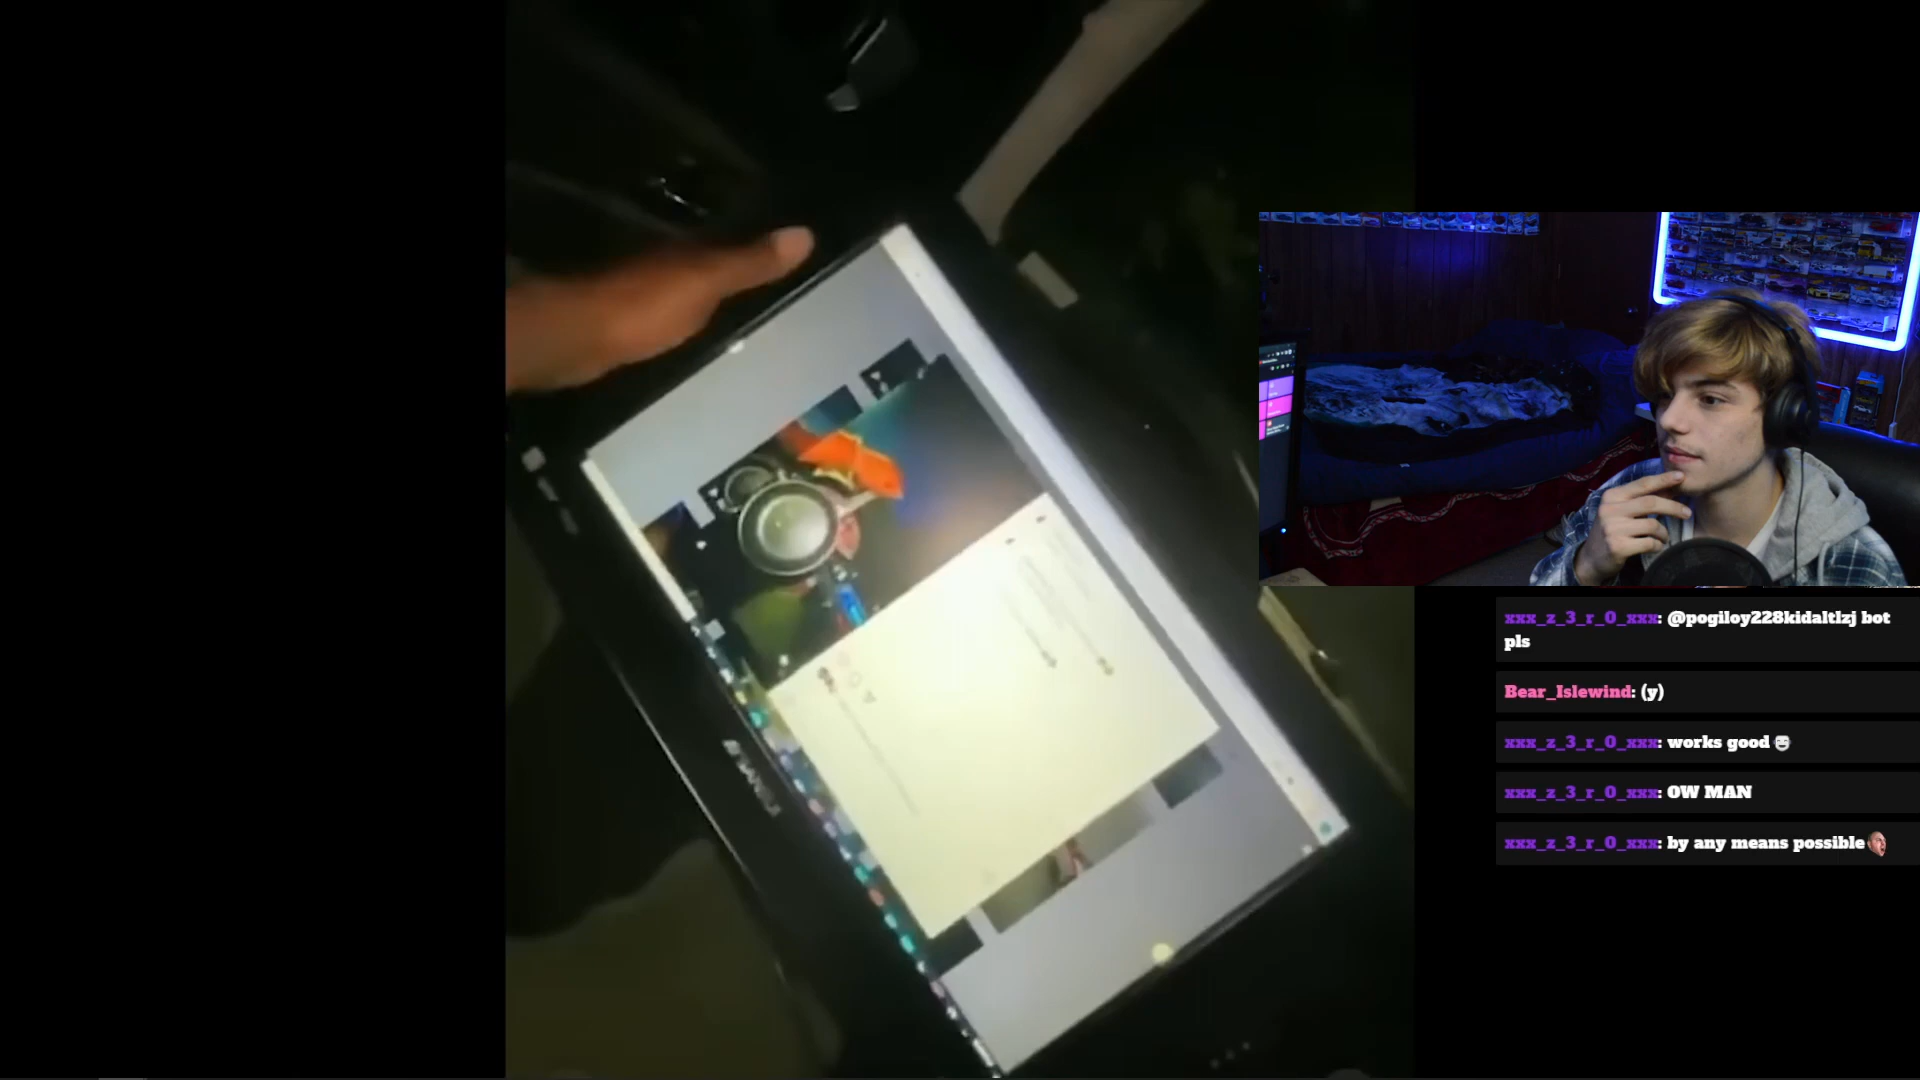 xxx_z_3_r_0_xxx: @pogiloy228kidaltlzj bot
pls
Bear_Islewind: (y)
xxx_z_3_r_0_xxx: works good
xxx_z_3_r_0_xxx: OW MAN
xxx_z_3_r_0_xxx: by any means possible